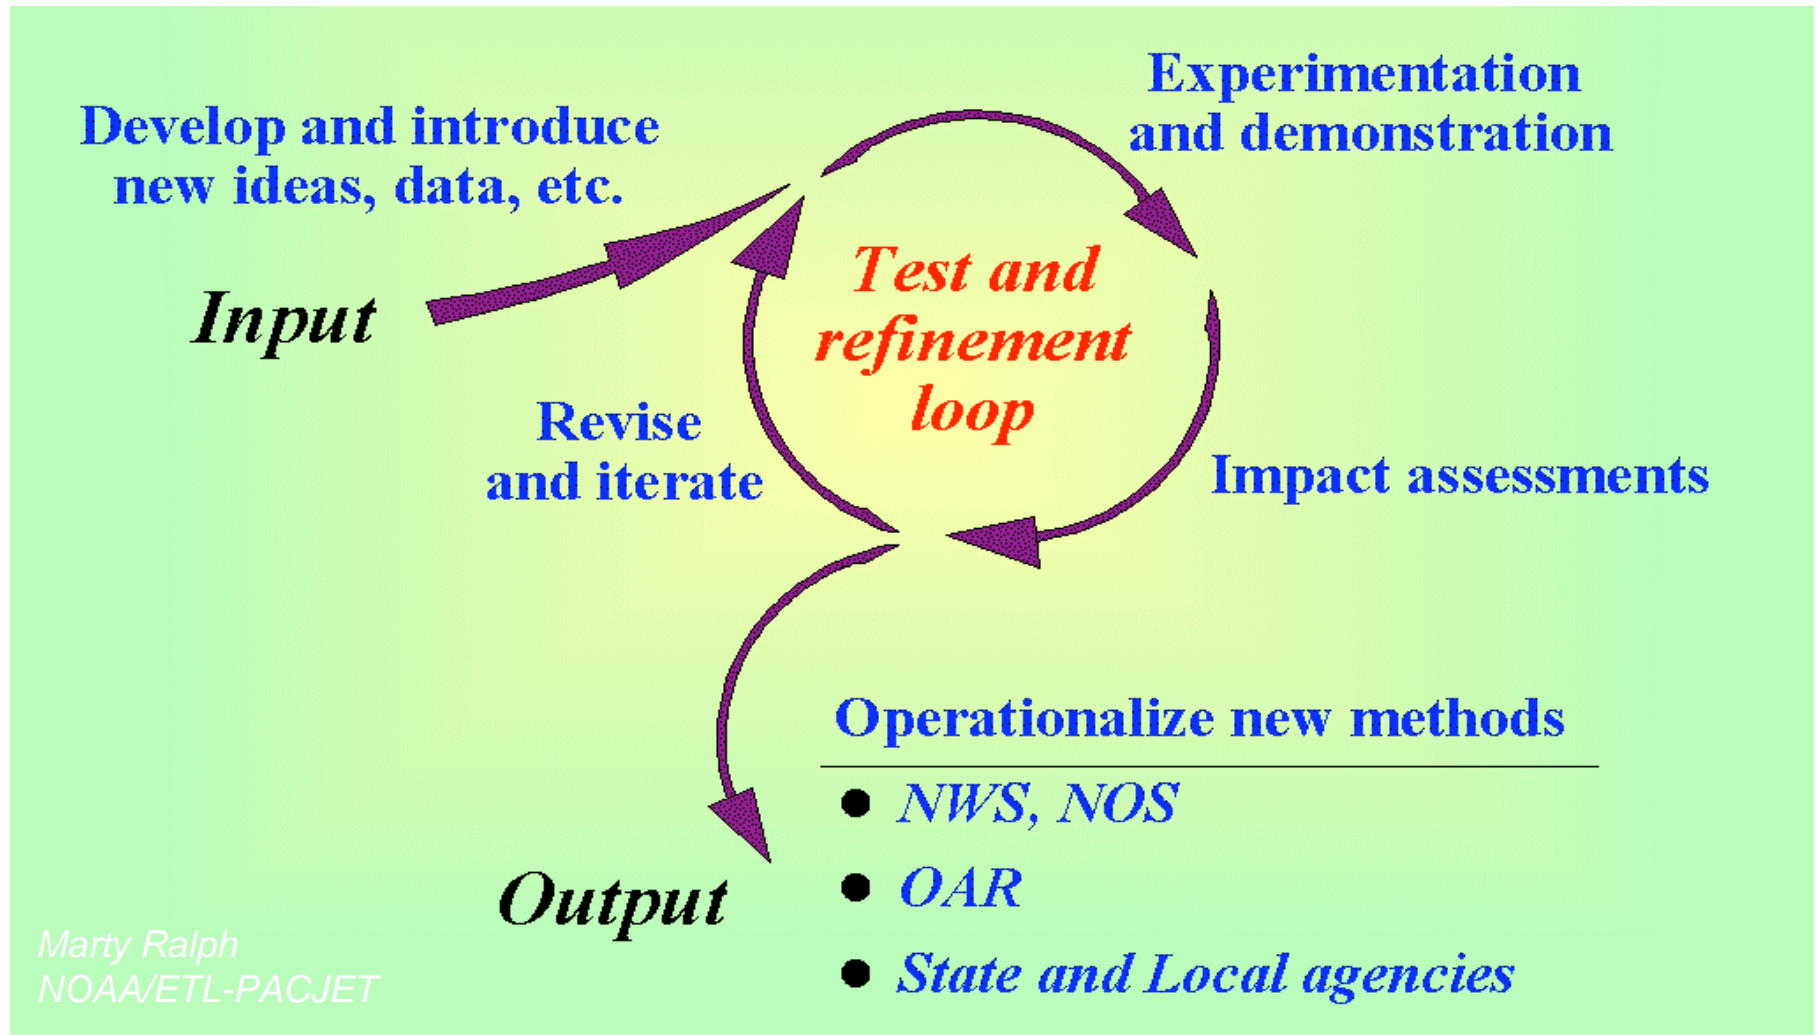 Develop and introduce
new ideas, data, etc.
Input
Experimentation
and demonstration
Test and
refinement
loop
Revise
and iterate
Impact assessments
Output
Operationalize new methods
● NWS, NOS
● OAR
● State and Local agencies
Marty Ralph
NOAA/ETL-PACJET